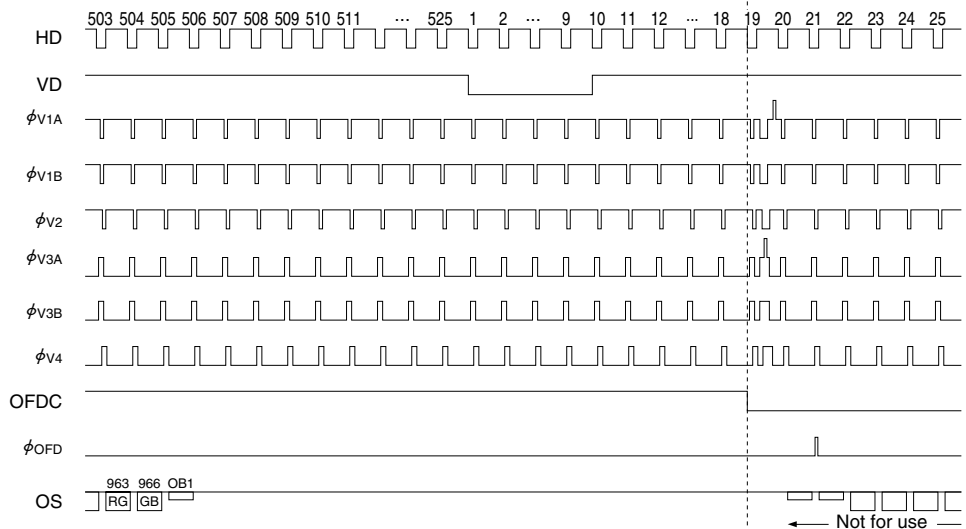 503 504 505 506 507 508 509 510 511 ... 525 1 2 ... 9 10 11 12 ... 18 19 20 21 22 23 24 25
HD
VD
ϕV1A
ϕV1B
ϕV2
ϕV3A
ϕV3B
ϕV4
OFDC
ϕOFD
963 966 OB1
OS RG GB
Not for use